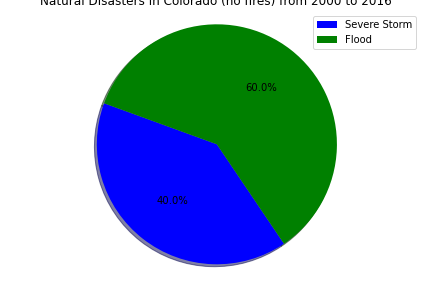 Natural Disasters in Colorado (no fires) from 2000 to 2016
Severe Storm
Flood
60.0%
40.0%